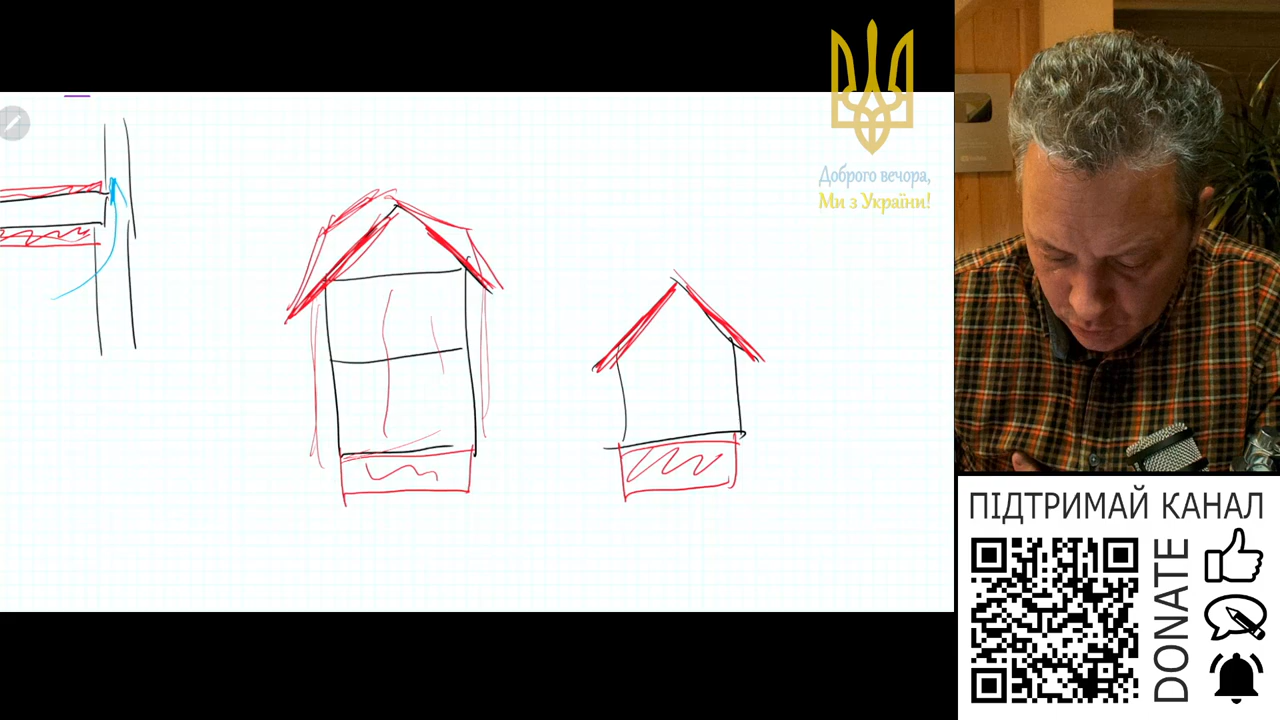 Доброго вечора,
Ми з України!
ПІДТРИМАЙ КАНАЛ
DONATE